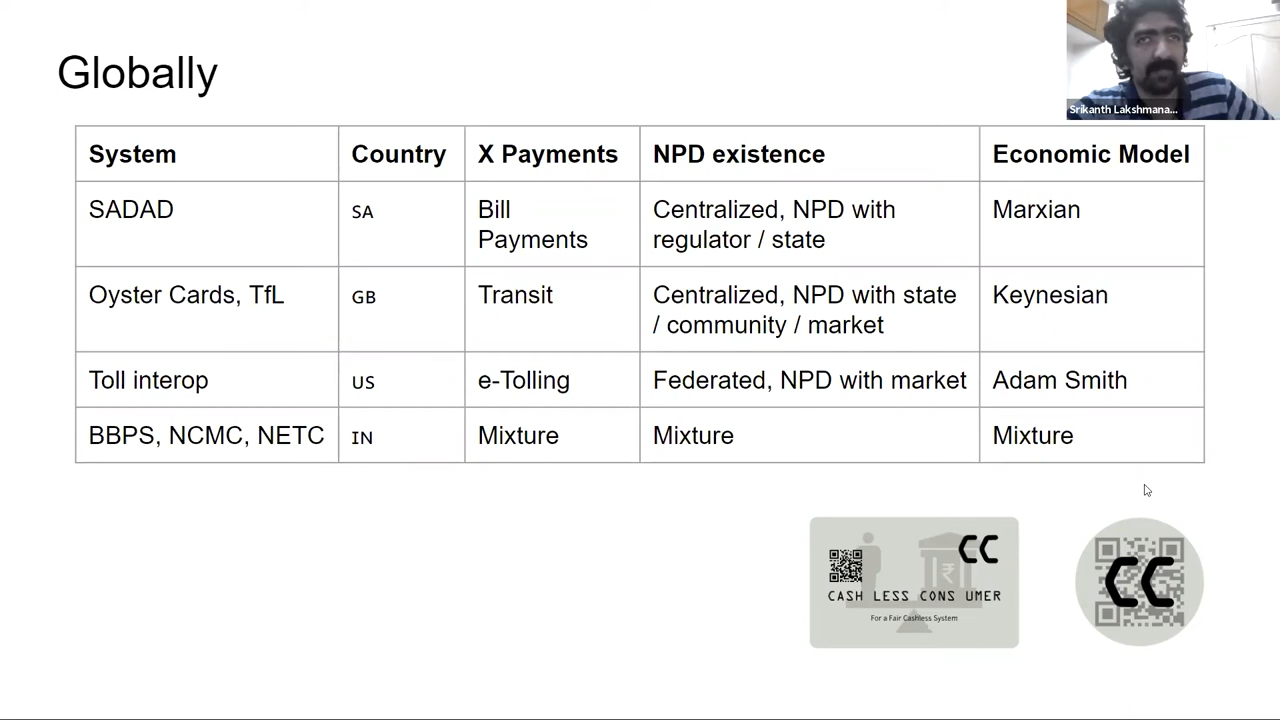 Globally
Srikanth Lakshmana...
System Country X Payments NPD existence Economic Model
SADAD SA Bill Payments Centralized, NPD with regulator / state Marxian
Oyster Cards, TfL GB Transit Centralized, NPD with state / community / market Keynesian
Toll interop US e-Tolling Federated, NPD with market Adam Smith
BBPS, NCMC, NETC IN Mixture Mixture Mixture
CC
₹
CASH LESS CONS UMER
For a Fair Cashless System
CC